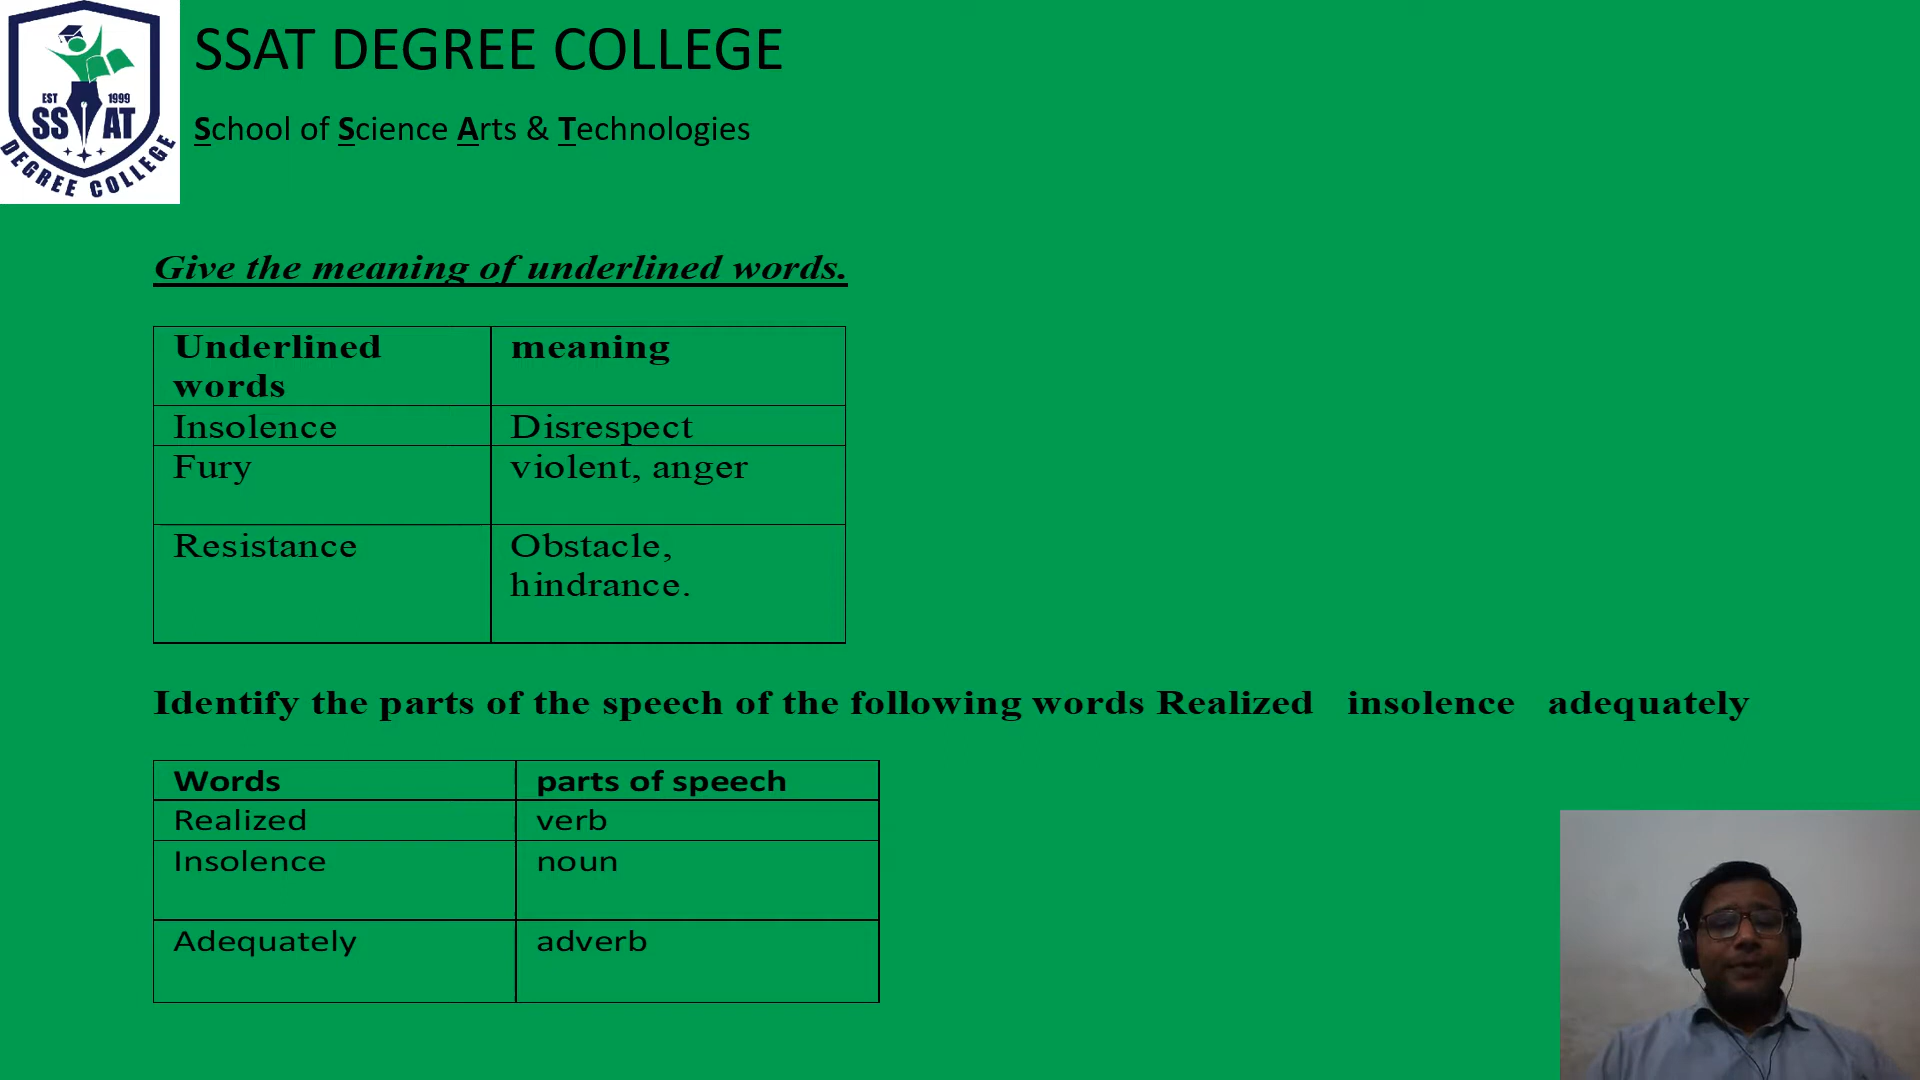 EST 1999
SS AT
DEGREE COLLEGE
SSAT DEGREE COLLEGE
School of Science Arts & Technologies
Give the meaning of underlined words.
Underlined words
meaning
Insolence
Disrespect
Fury
violent, anger
Resistance
Obstacle,
hindrance.
Identify the parts of the speech of the following words Realized insolence adequately
Words
parts of speech
Realized
verb
Insolence
noun
Adequately
adverb